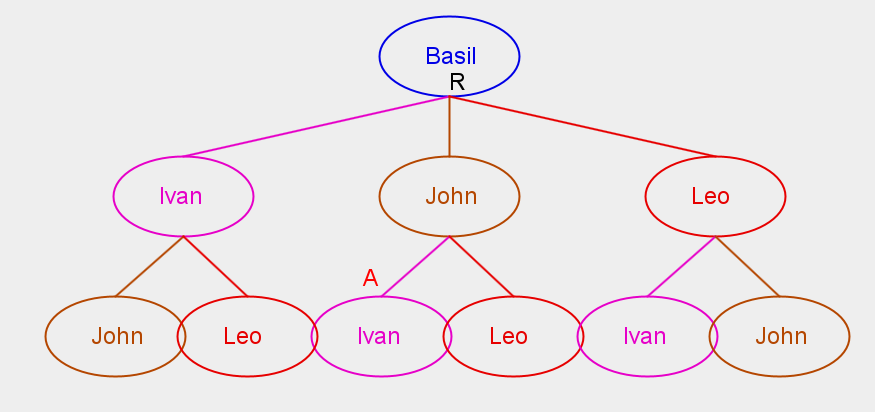 Basil
R
Ivan
John
Leo
A
John
Leo
Ivan
Leo
Ivan
John